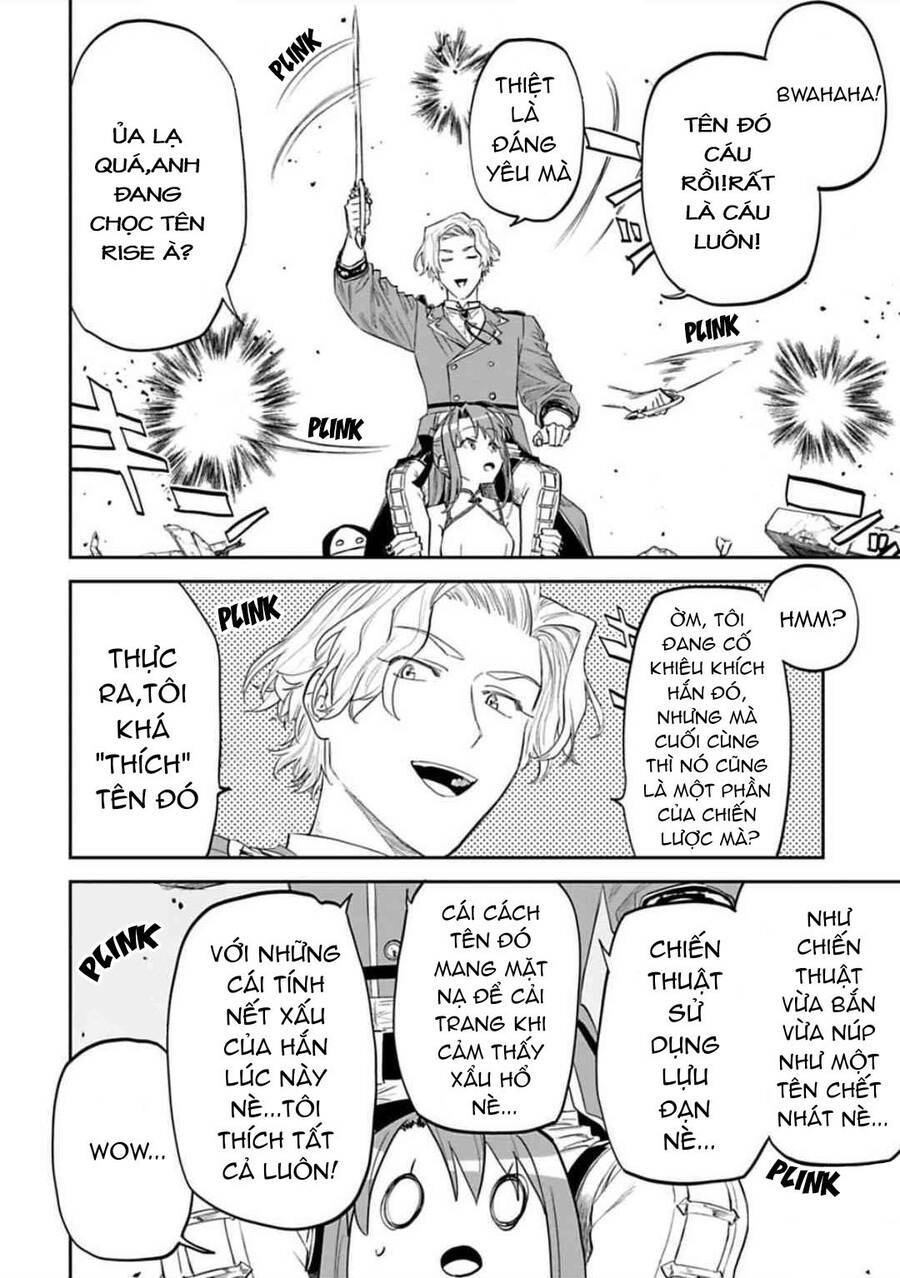 BWAHAHA!
TÊN ĐÓ
CÁU
RỒI!RẤT
LÀ CÁU
LUÔN!
THIỆT
LÀ
ĐÁNG
YÊU MÀ
PLINK
ỦA LẠ
QUÁ,ANH
ĐANG
CHỌC TÊN
RISE À?
PLINK
PLINK
HMM?
ỜM, TÔI
ĐANG CỐ
KHIÊU KHÍCH
HẮN ĐÓ,
NHƯNG MÀ
CUỐI CÙNG
THÌ NÓ CŨNG
LÀ MỘT PHẦN
CỦA CHIẾN
LƯỢC MÀ?
PLINK
THỰC
RA,TÔI
KHÁ
"THÍCH"
TÊN ĐÓ
NHƯ
CHIẾN
THUẬT
VỪA BẮN
VỪA NÚP
NHƯ MỘT
TÊN CHẾT
NHÁT NÈ...
PLINK
CHIẾN
THUẬT
SỬ
DỤNG
LỰU
ĐẠN
NÈ...
CÁI CÁCH
TÊN ĐÓ
MANG MẶT
NẠ ĐỂ CẢI
TRANG KHI
CẢM THẤY
XẤU HỔ
NÈ...
VỚI NHỮNG
CÁI TÍNH
NẾT XẤU
CỦA HẮN
LÚC NÀY
NÈ...TÔI
THÍCH TẤT
CẢ LUÔN!
PLINK
WOW...